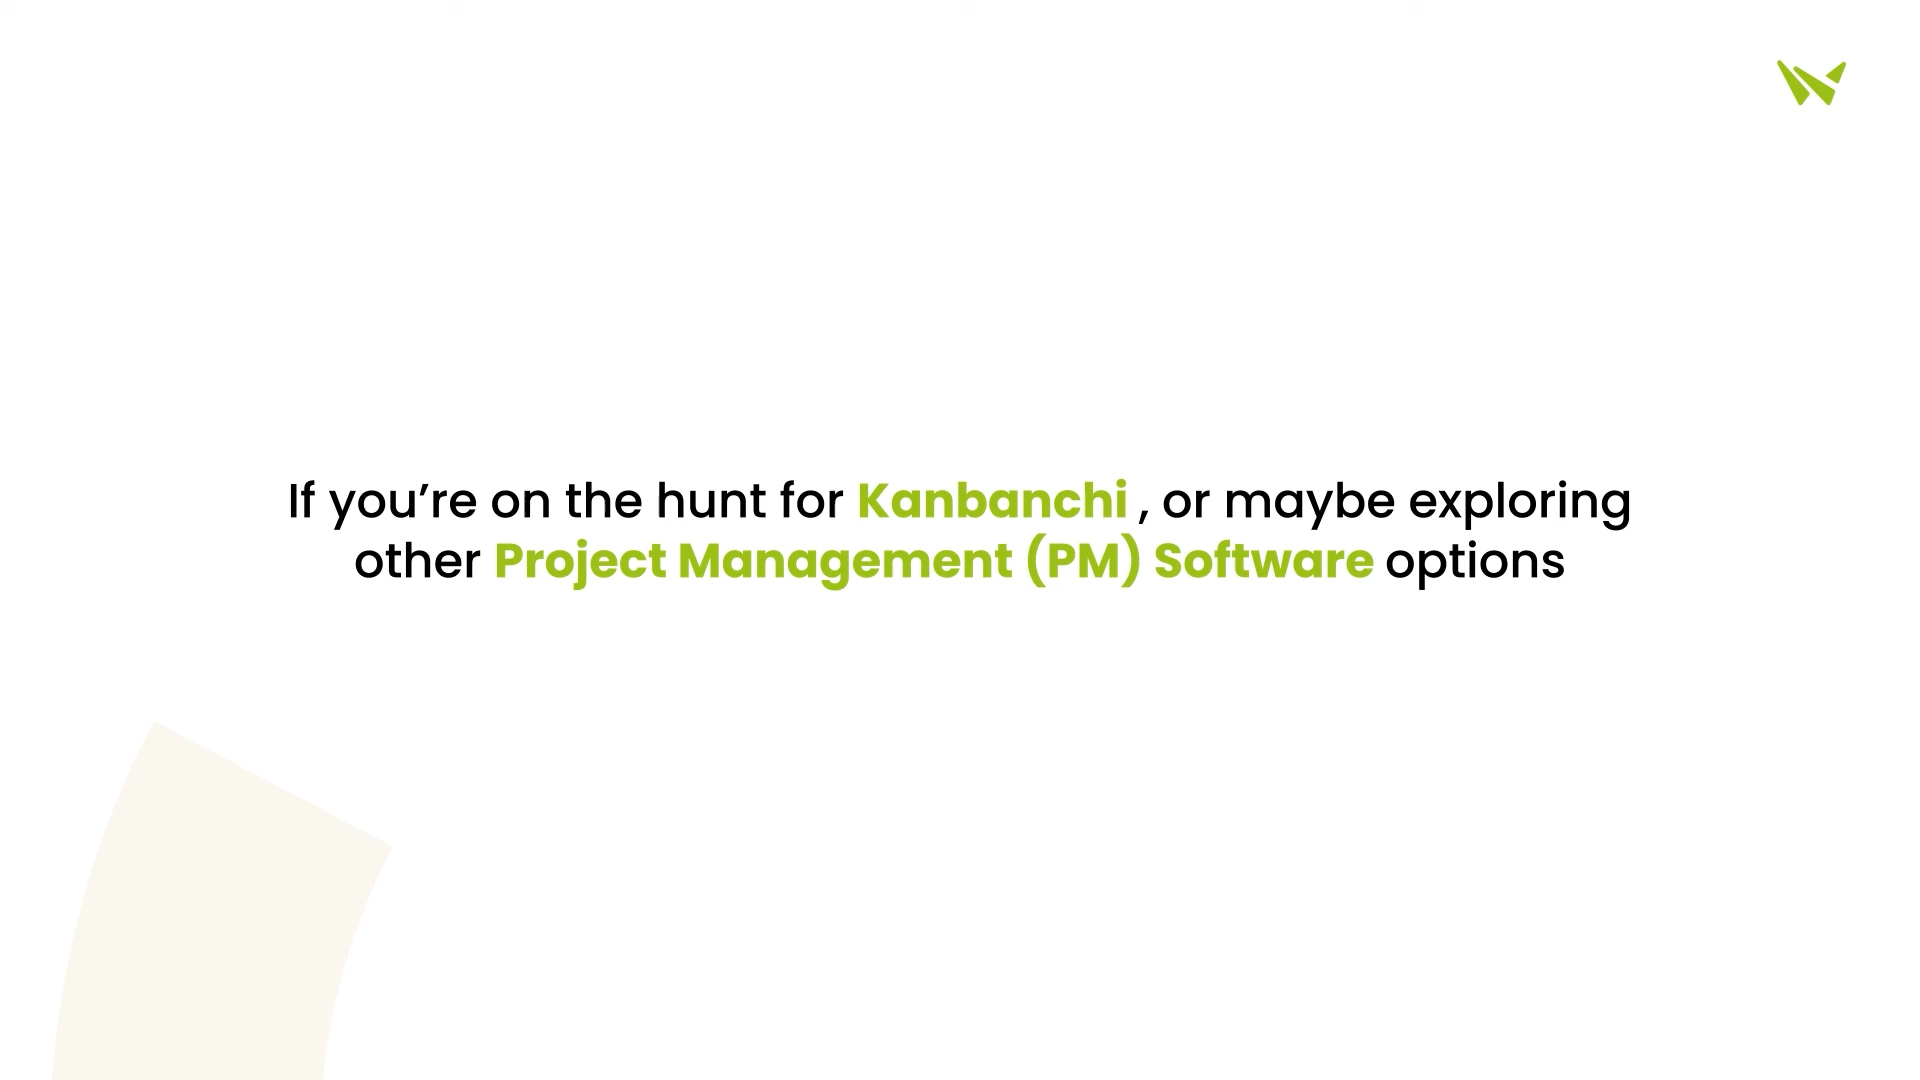 If you’re on the hunt for Kanbanchi , or maybe exploring
other Project Management (PM) Software options